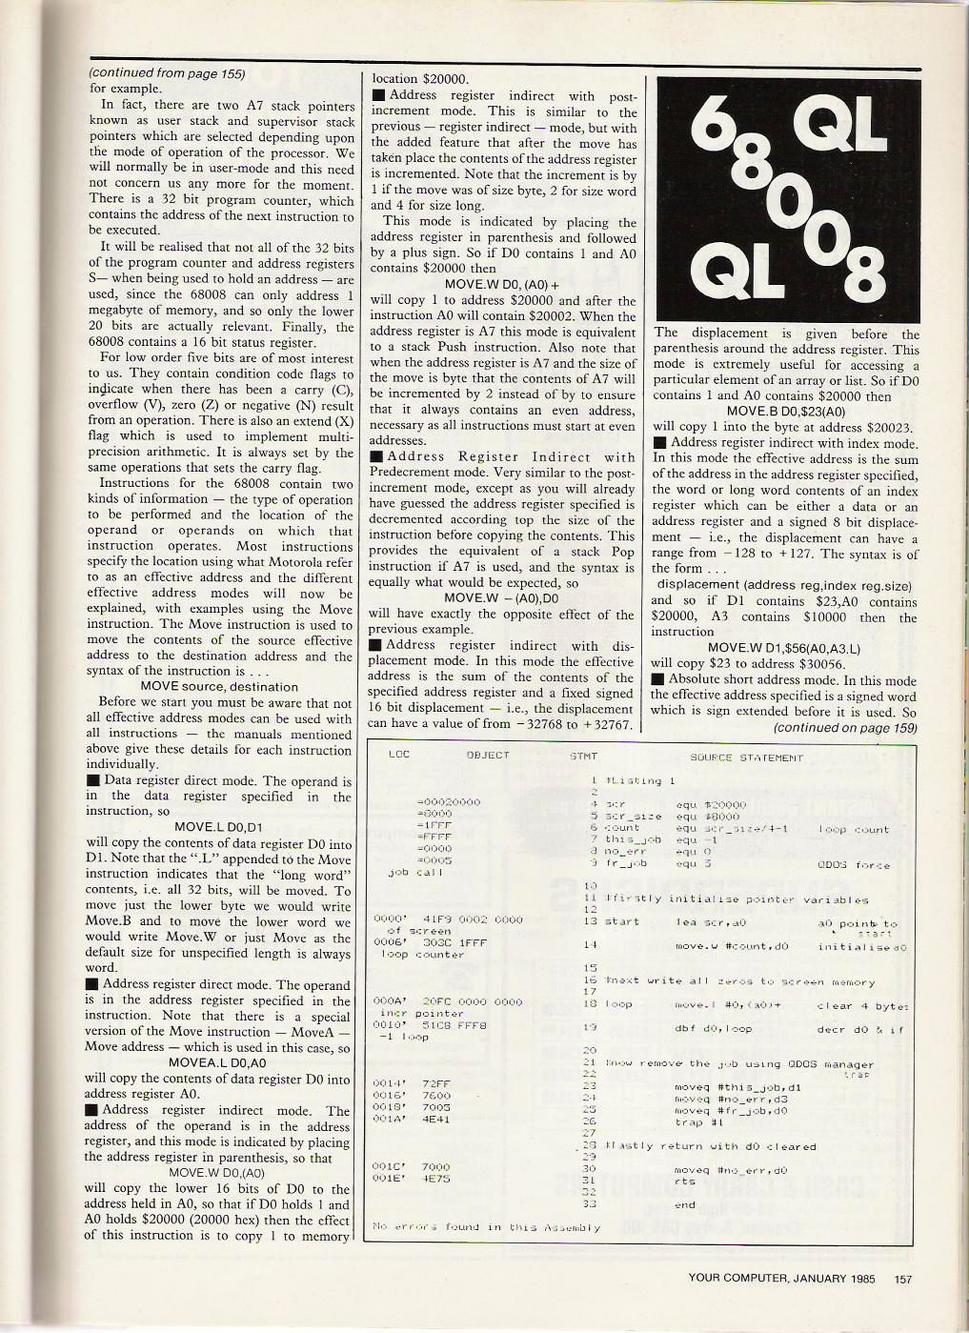 (continued from page 155)
for example.
In fact, there are two A7 stack pointers
known as user stack and supervisor stack
pointers which are selected depending upon
the mode of operation of the processor. We
will normally be in user-mode and this need
not concern us any more for the moment.
There is a 32 bit program counter, which
contains the address of the next instruction to
be executed.
It will be realised that not all of the 32 bits
of the program counter and address registers
S— when being used to hold an address — are
used, since the 68008 can only address 1
megabyte of memory, and so only the lower
20 bits are actually relevant. Finally, the
68008 contains a 16 bit status register.
For low order five bits are of most interest
to us. They contain condition code flags to
indicate when there has been a carry (C),
overflow (V), zero (Z) or negative (N) result
from an operation. There is also an extend (X)
flag which is used to implement multi-
precision arithmetic. It is always set by the
same operations that sets the carry flag.
Instructions for the 68008 contain two
kinds of information — the type of operation
to be performed and the location of the
operand or operands on which that
instruction operates. Most instructions
specify the location using what Motorola refer
to as an effective address and the different
effective address modes will now be
explained, with examples using the Move
instruction. The Move instruction is used to
move the contents of the source effective
address to the destination address and the
syntax of the instruction is . . .
MOVE source, destination
Before we start you must be aware that not
all effective address modes can be used with
all instructions — the manuals mentioned
above give these details for each instruction
individually.
■ Data register direct mode. The operand is
in the data register specified in the
instruction, so
MOVE.L D0,D1
will copy the contents of data register D0 into
D1. Note that the “.L” appended to the Move
instruction indicates that the “long word”
contents, i.e. all 32 bits, will be moved. To
move just the lower byte we would write
Move.B and to move the lower word we
would write Move.W or just Move as the
default size for unspecified length is always
word.
■ Address register direct mode. The operand
is in the address register specified in the
instruction. Note that there is a special
version of the Move instruction — MoveA —
Move address — which is used in this case, so
MOVEA.L D0,A0
will copy the contents of data register D0 into
address register A0.
■ Address register indirect mode. The
address of the operand is in the address
register, and this mode is indicated by placing
the address register in parenthesis, so that
MOVE.W D0,(A0)
will copy the lower 16 bits of D0 to the
address held in A0, so that if D0 holds 1 and
A0 holds $20000 (20000 hex) then the effect
of this instruction is to copy 1 to memory
location $20000.
■ Address register indirect with post-
increment mode. This is similar to the
previous — register indirect — mode, but with
the added feature that after the move has
taken place the contents of the address register
is incremented. Note that the increment is by
1 if the move was of size byte, 2 for size word
and 4 for size long.
This mode is indicated by placing the
address register in parenthesis and followed
by a plus sign. So if D0 contains 1 and A0
contains $20000 then
MOVE.W D0, (A0) +
will copy 1 to address $20000 and after the
instruction A0 will contain $20002. When the
address register is A7 this mode is equivalent
to a stack Push instruction. Also note that
when the address register is A7 and the size of
the move is byte that the contents of A7 will
be incremented by 2 instead of by to ensure
that it always contains an even address,
necessary as all instructions must start at even
addresses.
■ Address Register Indirect with
Predecrement mode. Very similar to the post-
increment mode, except as you will already
have guessed the address register specified is
decremented according top the size of the
instruction before copying the contents. This
provides the equivalent of a stack Pop
instruction if A7 is used, and the syntax is
equally what would be expected, so
MOVE.W – (A0),D0
will have exactly the opposite effect of the
previous example.
■ Address register indirect with dis-
placement mode. In this mode the effective
address is the sum of the contents of the
specified address register and a fixed signed
16 bit displacement — i.e., the displacement
can have a value of from −32768 to +32767.
68008 QL
QL
The displacement is given before the
parenthesis around the address register. This
mode is extremely useful for accessing a
particular element of an array or list. So if D0
contains 1 and A0 contains $20000 then
MOVE.B D0,$23(A0)
will copy 1 into the byte at address $20023.
■ Address register indirect with index mode.
In this mode the effective address is the sum
of the address in the address register specified,
the word or long word contents of an index
register which can be either a data or an
address register and a signed 8 bit displace-
ment — i.e., the displacement can have a
range from −128 to +127. The syntax is of
the form . . .
displacement (address reg,index reg.size)
and so if D1 contains $23,A0 contains
$20000, A3 contains $10000 then the
instruction
MOVE.W D1,$56(A0,A3.L)
will copy $23 to address $30056.
■ Absolute short address mode. In this mode
the effective address specified is a signed word
which is sign extended before it is used. So
(continued on page 159)
LOC OBJECT STMT SOURCE STATEMENT
1 *Listing 1
2
=00020000 4 scr equ $20000
=8000 5 scr_size equ $8000
=1FFF 6 count equ scr_size/4-1 loop count
=FFFF 7 this_job equ -1
=0000 8 no_err equ 0
=0005 9 fr_job equ 5 QDOS force
job call
10
11 *firstly initialise pointer variables
12
0000' 41F9 0002 0000 13 start lea scr,a0 a0 points to
of screen start
0006' 303C 1FFF 14 move.w #count,d0 initialise d0
loop counter
15
16 *next write all zeros to screen memory
17
000A' 20FC 0000 0000 18 loop move.l #0,(a0)+ clear 4 bytes
incr pointer
0010' 51C8 FFF8 19 dbf d0,loop decr d0 & if
-1 loop
20
21 *now remove the job using QDOS manager
22 trap
0014' 72FF 23 moveq #this_job,d1
0016' 7600 24 moveq #no_err,d3
0018' 7005 25 moveq #fr_job,d0
001A' 4E41 26 trap #1
27
28 *lastly return with d0 cleared
29
001C' 7000 30 moveq #no_err,d0
001E' 4E75 31 rts
32
33 end
No errors found in this Assembly
YOUR COMPUTER, JANUARY 1985 157